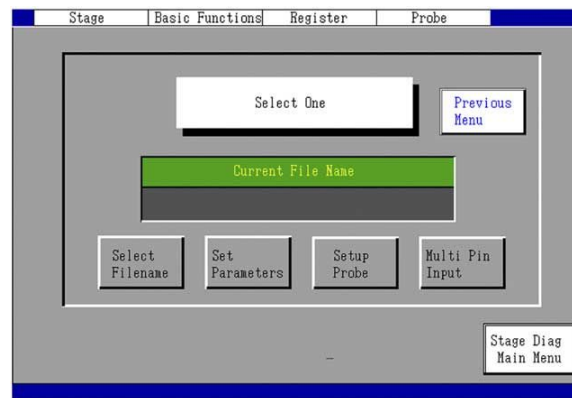 Stage
Basic Functions
Register
Probe
Select One
Previous
Menu
Current File Name
Select
Filename
Set
Parameters
Setup
Probe
Multi Pin
Input
Stage Diag
Main Menu